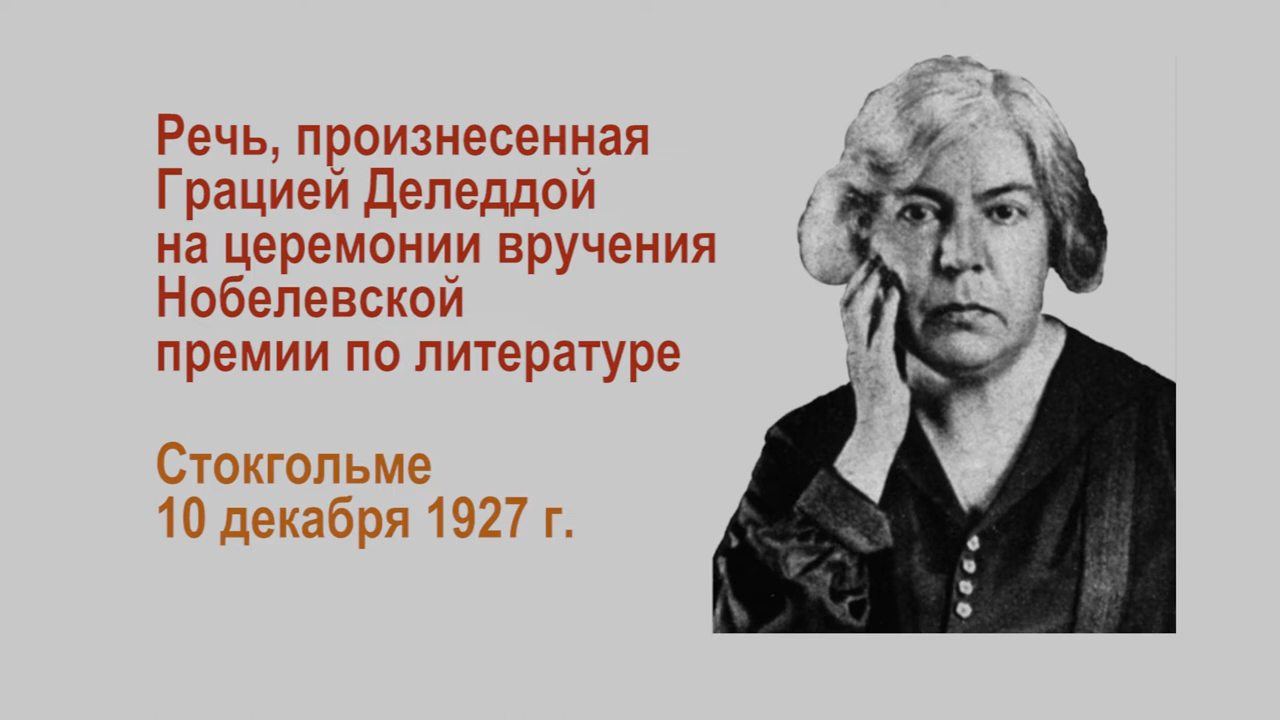 Речь, произнесенная
Грацией Деледдой
на церемонии вручения
Нобелевской
премии по литературе
Стокгольме
10 декабря 1927 г.